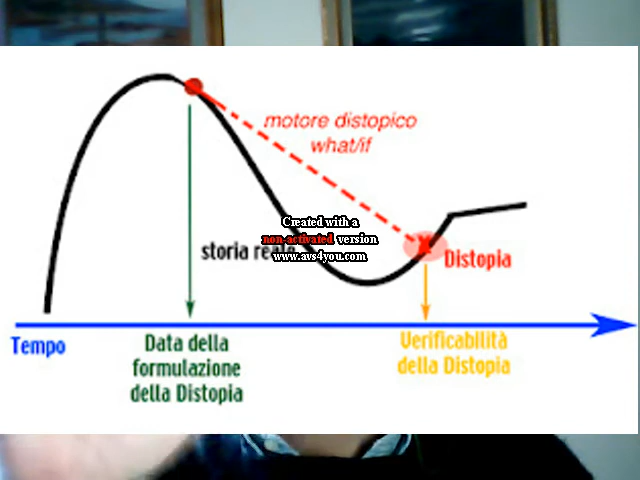 motore distopico
what/if
Created with a
non-activated version
www.avs4you.com
storia reale
Distopia
Tempo
Data della
formulazione
della Distopia
Verificabilità
della Distopia